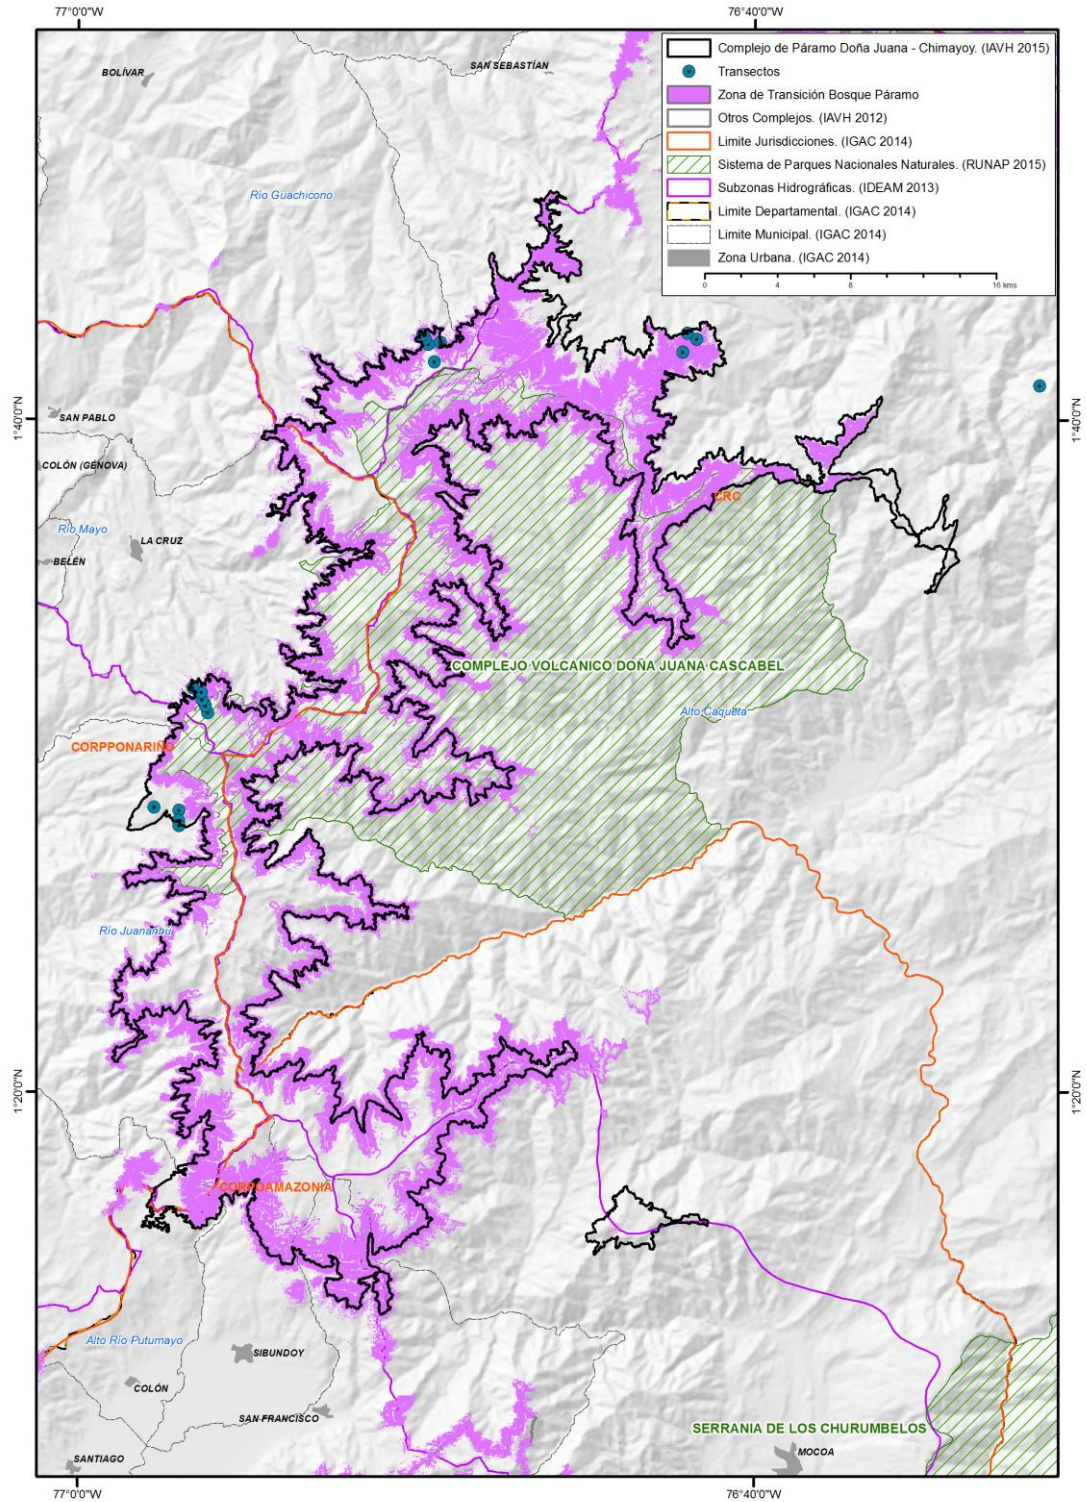 77°0'0"W
76°40'0"W
Complejo de Páramo Doña Juana - Chimayoy. (IAVH 2015)
Transectos
Zona de Transición Bosque Páramo
Otros Complejos. (IAVH 2012)
Limite Jurisdicciones. (IGAC 2014)
Sistema de Parques Nacionales Naturales. (RUNAP 2015)
Subzonas Hidrográficas. (IDEAM 2013)
Limite Departamental. (IGAC 2014)
Limite Municipal. (IGAC 2014)
Zona Urbana. (IGAC 2014)
0 4 8 16 kms
BOLÍVAR
SAN SEBASTÍAN
Río Guachicono
1°40'0"N
1°40'0"N
SAN PABLO
COLÓN (GÉNOVA)
CRC
Río Mayo
LA CRUZ
BELÉN
COMPLEJO VOLCANICO DOÑA JUANA CASCABEL
Alto Caqueta
CORPPONARIÑO
Río Juanambú
1°20'0"N
1°20'0"N
CORPOAMAZONIA
Alto Río Putumayo
SIBUNDOY
COLÓN
SAN FRANCISCO
SERRANIA DE LOS CHURUMBELOS
MOCOA
SANTIAGO
77°0'0"W
76°40'0"W